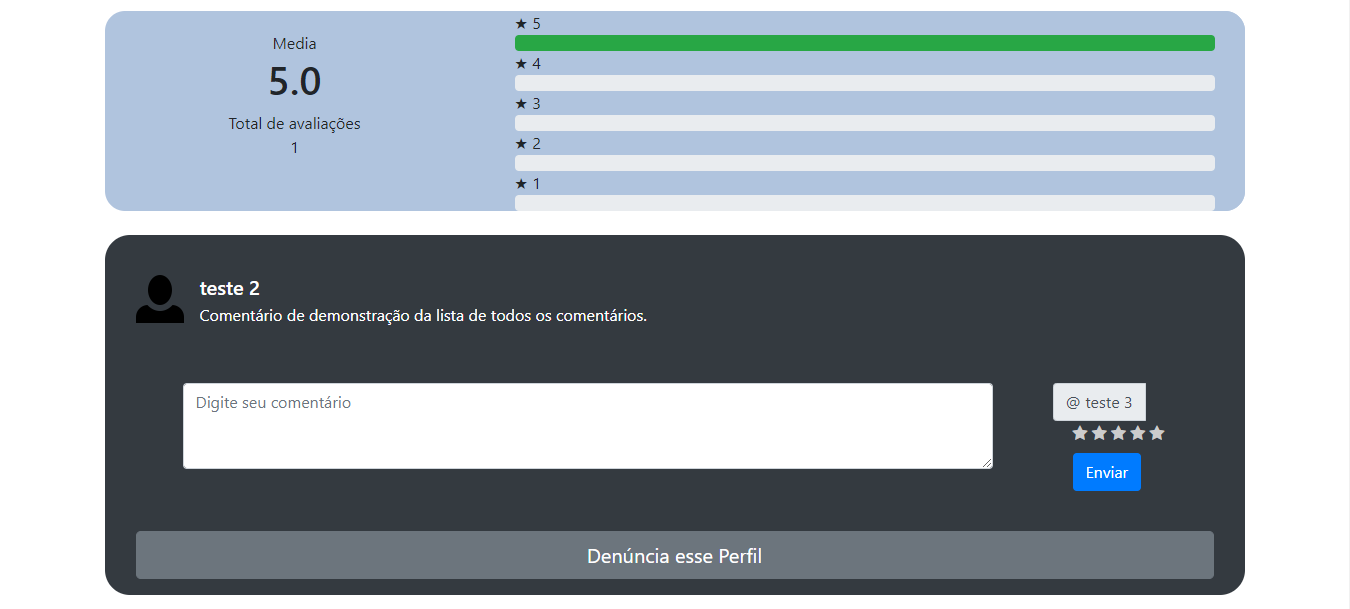 Media
5.0
Total de avaliações
1
★ 5
★ 4
★ 3
★ 2
★ 1
teste 2
Comentário de demonstração da lista de todos os comentários.
Digite seu comentário
@ teste 3
Enviar
Denúncia esse Perfil